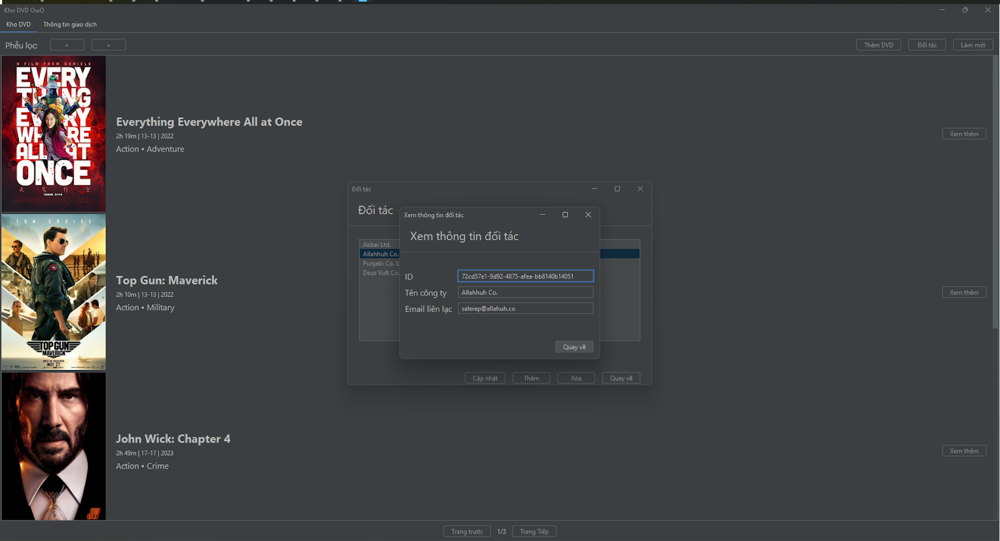 Kho DVD OwO
Kho DVD Thông tin giao dịch
Phễu lọc: + +
Thêm DVD Đối tác Làm mới
A FILM FROM DANIELS
EVERY
THING
EVERY
WHERE
ALL AT
ONCE
COMING SOON
Everything Everywhere All at Once
2h 19m | 13-13 | 2022
Action • Adventure
Xem thêm
TOM CRUISE
TOP GUN
MAVERICK
ONLY IN THEATRES
MAY 27
Top Gun: Maverick
2h 10m | 13-13 | 2022
Action • Military
Xem thêm
JW
John Wick: Chapter 4
2h 49m | 17-17 | 2023
Action • Crime
Xem thêm
Đối tác
Đối tác
Akbar Ltd.
Allahhuh Co.
Punjabi Co. L
Deus Vult Co.
Cập nhật Thêm Xóa Quay về
Xem thông tin đối tác
Xem thông tin đối tác
ID 72cd57e1-9d92-4875-afea-bb8140b14051
Tên công ty Allahhuh Co.
Email liên lạc salerep@allahuh.co
Quay về
Trang trước 1/3 Trang Tiếp